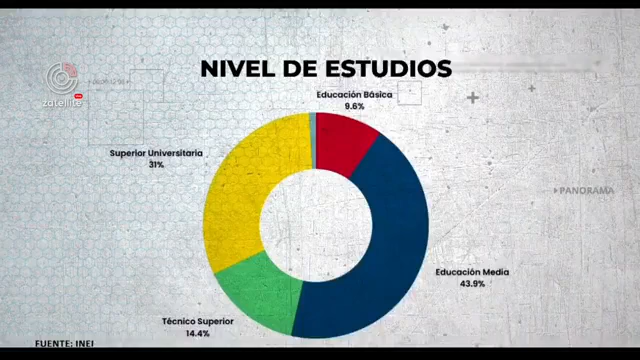 NIVEL DE ESTUDIOS
zatellite
Educación Básica
9.6%
Superior Universitaria
31%
PANORAMA
Educación Media
43.9%
Técnico Superior
14.4%
FUENTE: INEI